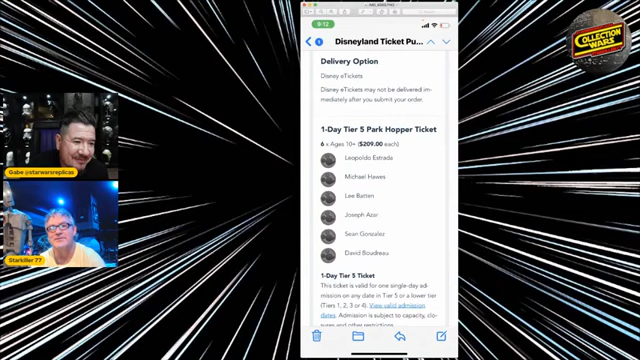 9:12
Disneyland Ticket Pu...
COLLECTION
WARS
Delivery Option
Disney eTickets
Disney eTickets may not be delivered im-
mediately after you submit your order.
1-Day Tier 5 Park Hopper Ticket
6 x Ages 10+ ($209.00 each)
Leopoldo Estrada
Michael Hawes
Lee Batten
Joseph Azar
Sean Gonzalez
David Boudreau
1-Day Tier 5 Ticket
This ticket is valid for one single-day ad-
mission on any date in Tier 5 or a lower tier
(Tiers 1, 2, 3 or 4). View valid admission
dates. Admission is subject to capacity, clo-
sures and other restrictions.
Gabe @starwarsreplicas
Starkiller 77